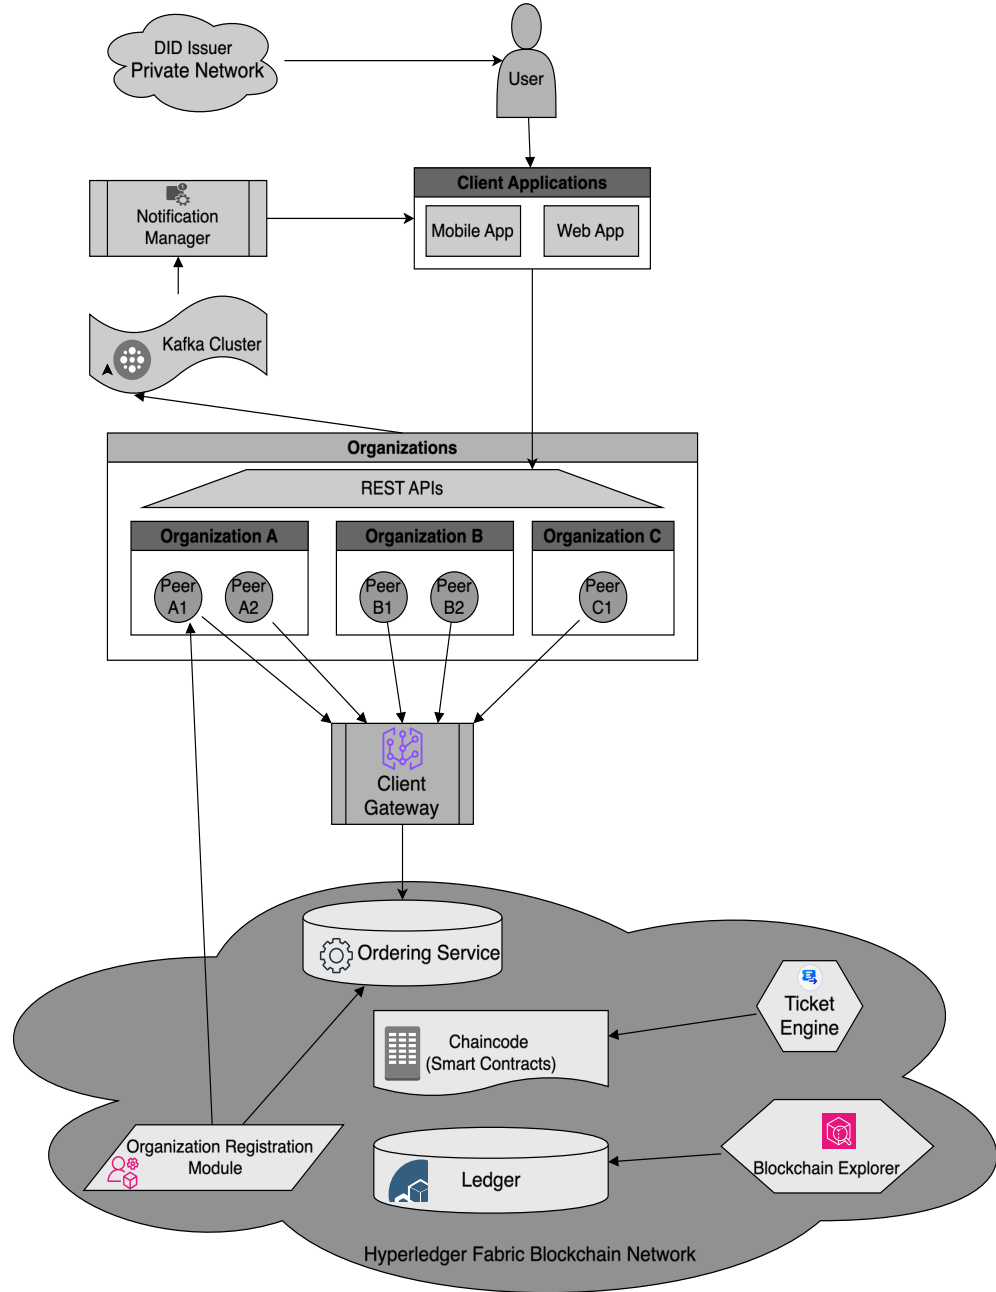 DID Issuer
Private Network
User
Client Applications
Mobile App
Web App
Notification
Manager
Kafka Cluster
Organizations
REST APIs
Organization A
Organization B
Organization C
Peer
A1
Peer
A2
Peer
B1
Peer
B2
Peer
C1
Client
Gateway
Ordering Service
Ticket
Engine
Chaincode
(Smart Contracts)
Organization Registration
Module
Ledger
Blockchain Explorer
Hyperledger Fabric Blockchain Network